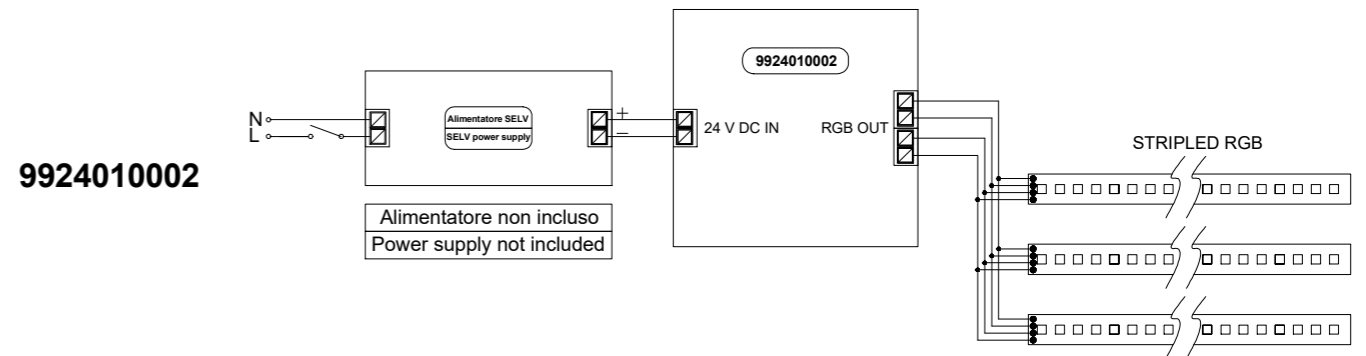 9924010002
N
L
Alimentatore SELV
SELV power supply
+
−
24 V DC IN
9924010002
RGB OUT
STRIPLED RGB
9924010002
Alimentatore non incluso
Power supply not included